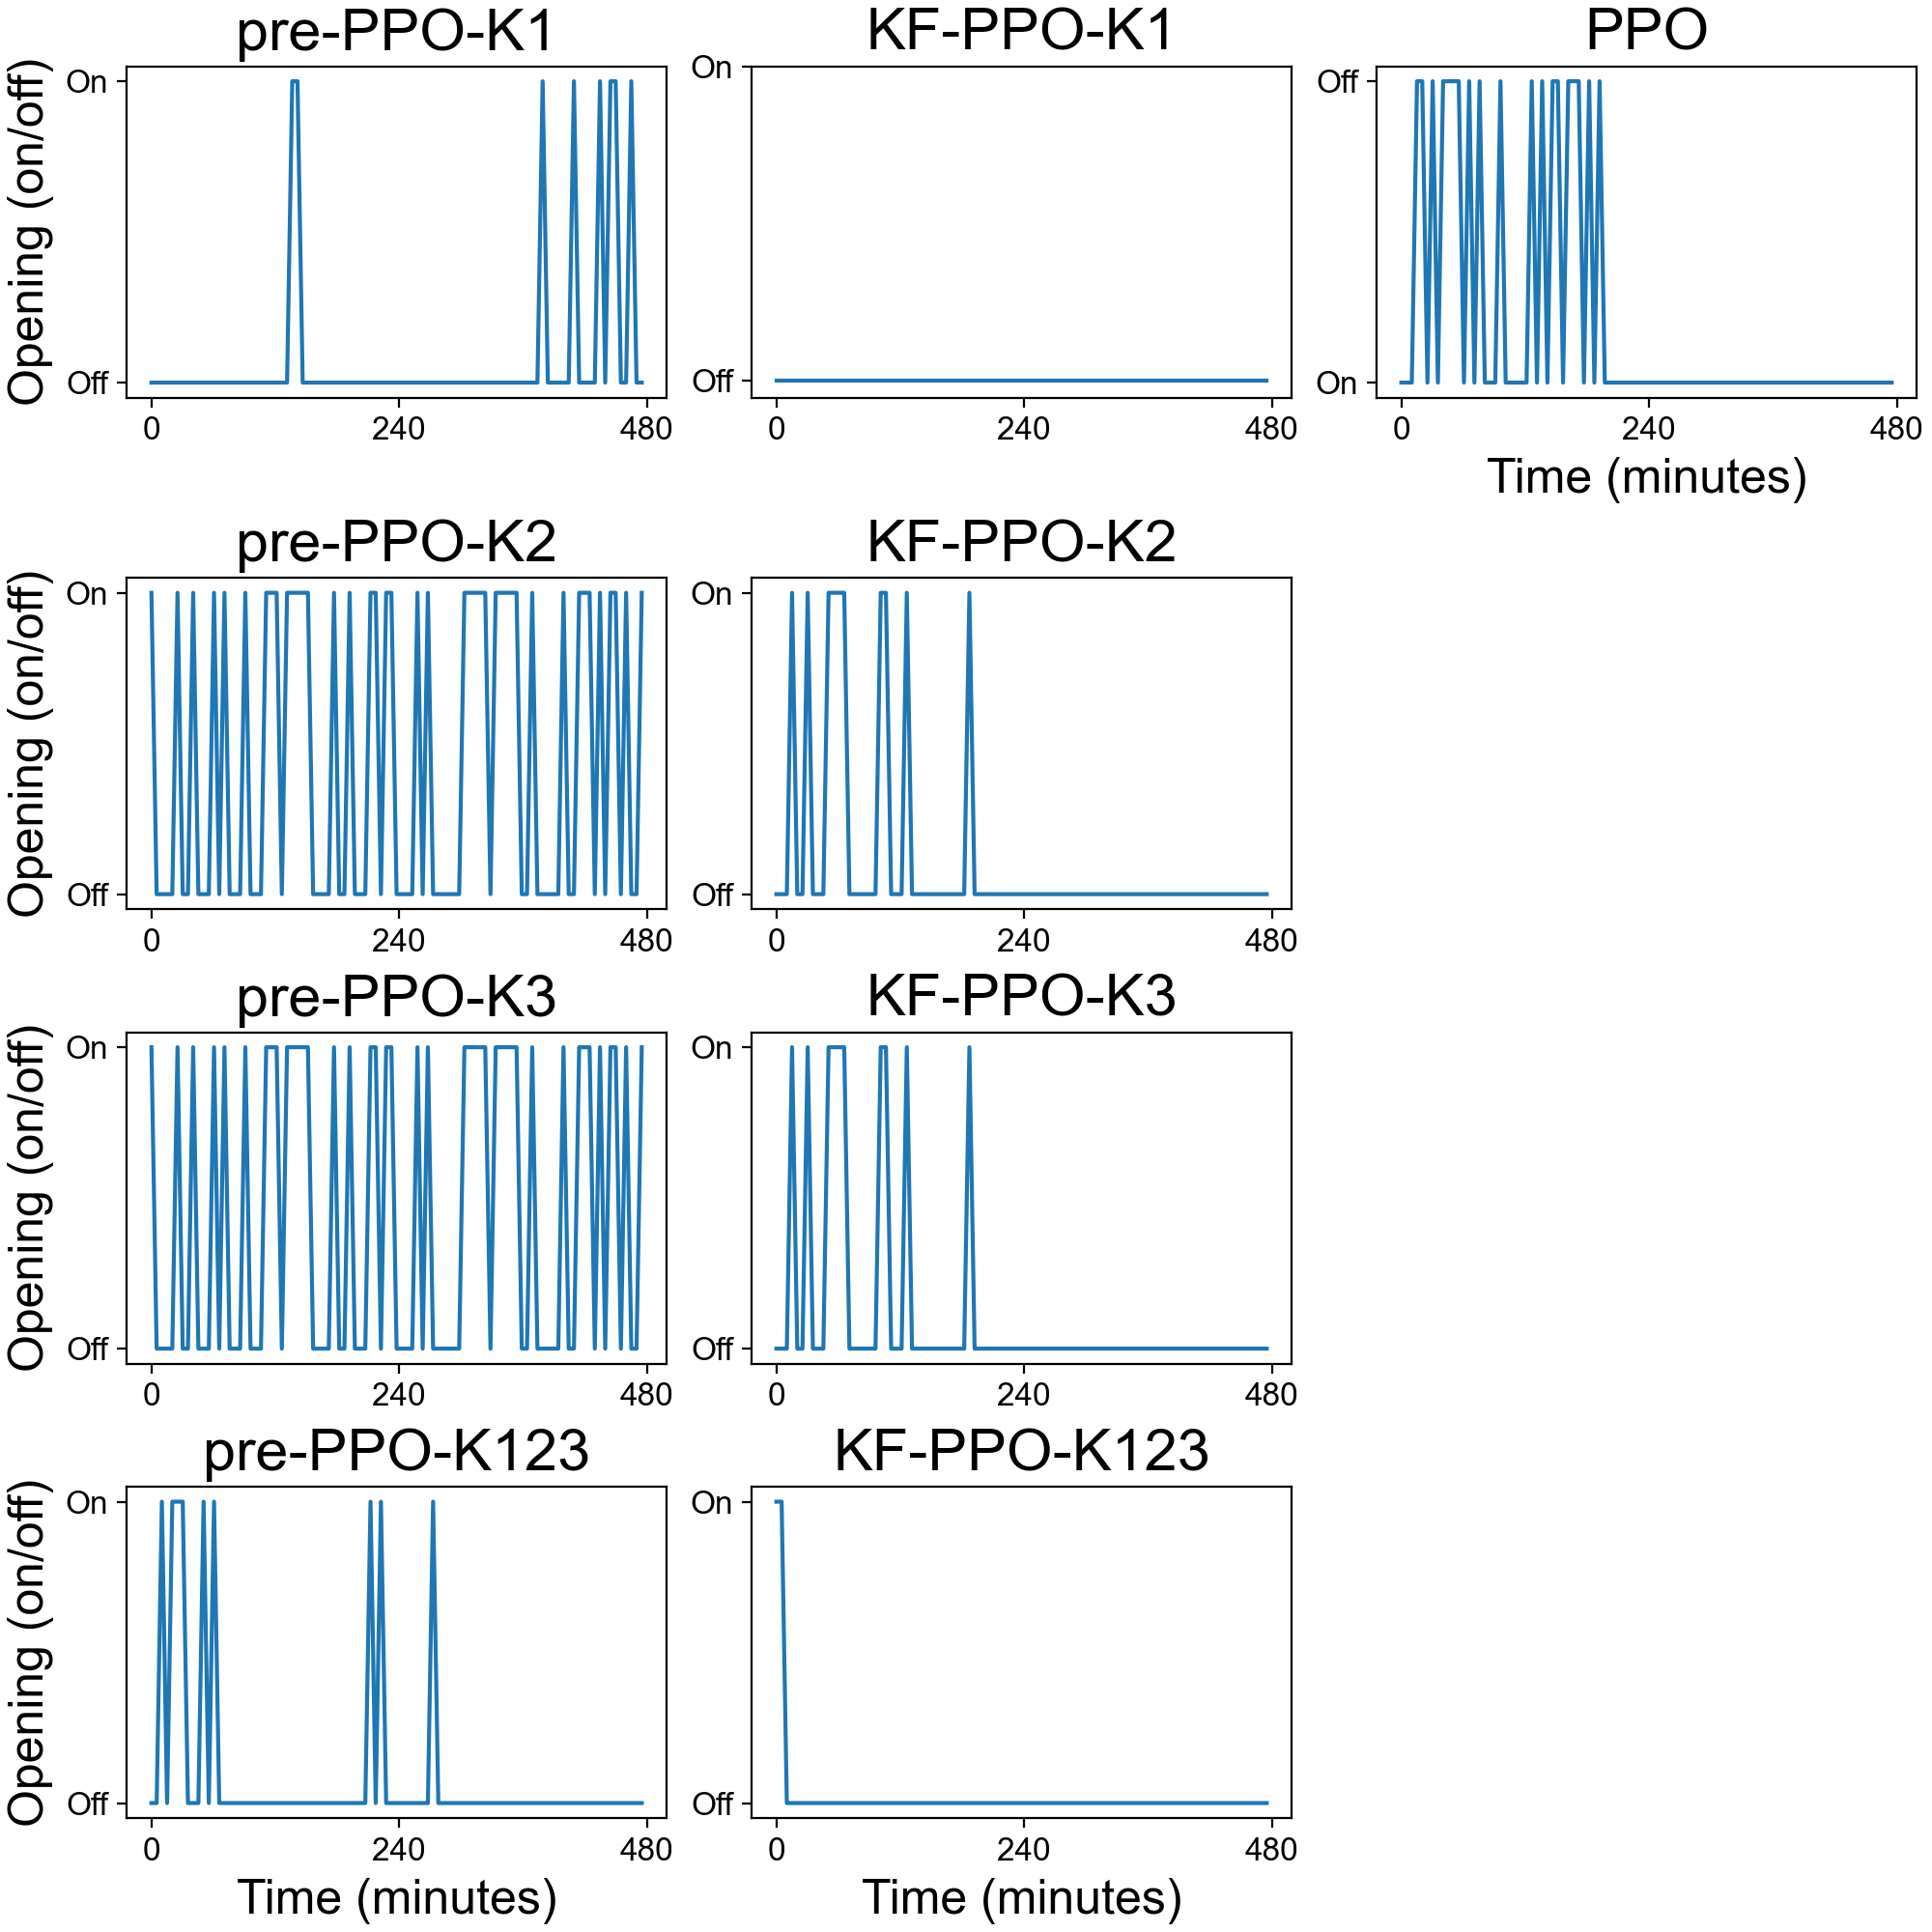 pre-PPO-K1
KF-PPO-K1
PPO
Opening (on/off)
On
Off
0 240 480
On
Off
0 240 480
Off
On
0 240 480
Time (minutes)
pre-PPO-K2
KF-PPO-K2
Opening (on/off)
On
Off
0 240 480
On
Off
0 240 480
pre-PPO-K3
KF-PPO-K3
Opening (on/off)
On
Off
0 240 480
On
Off
0 240 480
pre-PPO-K123
KF-PPO-K123
Opening (on/off)
On
Off
0 240 480
Time (minutes)
On
Off
0 240 480
Time (minutes)